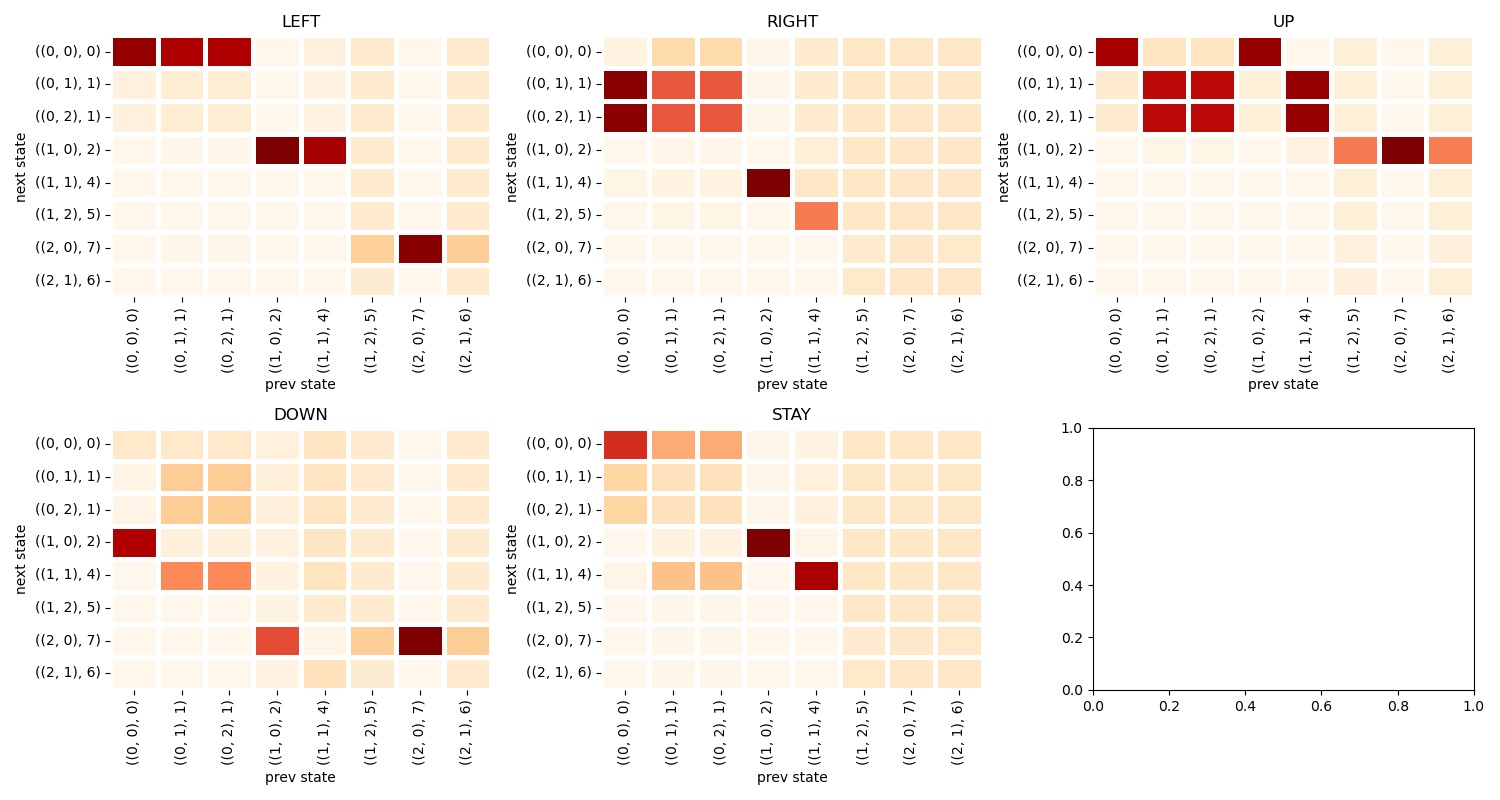 LEFT
next state
((0, 0), 0)
((0, 1), 1)
((0, 2), 1)
((1, 0), 2)
((1, 1), 4)
((1, 2), 5)
((2, 0), 7)
((2, 1), 6)
((0, 0), 0)
((0, 1), 1)
((0, 2), 1)
((1, 0), 2)
((1, 1), 4)
((1, 2), 5)
((2, 0), 7)
((2, 1), 6)
prev state
RIGHT
next state
((0, 0), 0)
((0, 1), 1)
((0, 2), 1)
((1, 0), 2)
((1, 1), 4)
((1, 2), 5)
((2, 0), 7)
((2, 1), 6)
((0, 0), 0)
((0, 1), 1)
((0, 2), 1)
((1, 0), 2)
((1, 1), 4)
((1, 2), 5)
((2, 0), 7)
((2, 1), 6)
prev state
UP
next state
((0, 0), 0)
((0, 1), 1)
((0, 2), 1)
((1, 0), 2)
((1, 1), 4)
((1, 2), 5)
((2, 0), 7)
((2, 1), 6)
((0, 0), 0)
((0, 1), 1)
((0, 2), 1)
((1, 0), 2)
((1, 1), 4)
((1, 2), 5)
((2, 0), 7)
((2, 1), 6)
prev state
DOWN
next state
((0, 0), 0)
((0, 1), 1)
((0, 2), 1)
((1, 0), 2)
((1, 1), 4)
((1, 2), 5)
((2, 0), 7)
((2, 1), 6)
((0, 0), 0)
((0, 1), 1)
((0, 2), 1)
((1, 0), 2)
((1, 1), 4)
((1, 2), 5)
((2, 0), 7)
((2, 1), 6)
prev state
STAY
next state
((0, 0), 0)
((0, 1), 1)
((0, 2), 1)
((1, 0), 2)
((1, 1), 4)
((1, 2), 5)
((2, 0), 7)
((2, 1), 6)
((0, 0), 0)
((0, 1), 1)
((0, 2), 1)
((1, 0), 2)
((1, 1), 4)
((1, 2), 5)
((2, 0), 7)
((2, 1), 6)
prev state
1.0
0.8
0.6
0.4
0.2
0.0
0.0 0.2 0.4 0.6 0.8 1.0